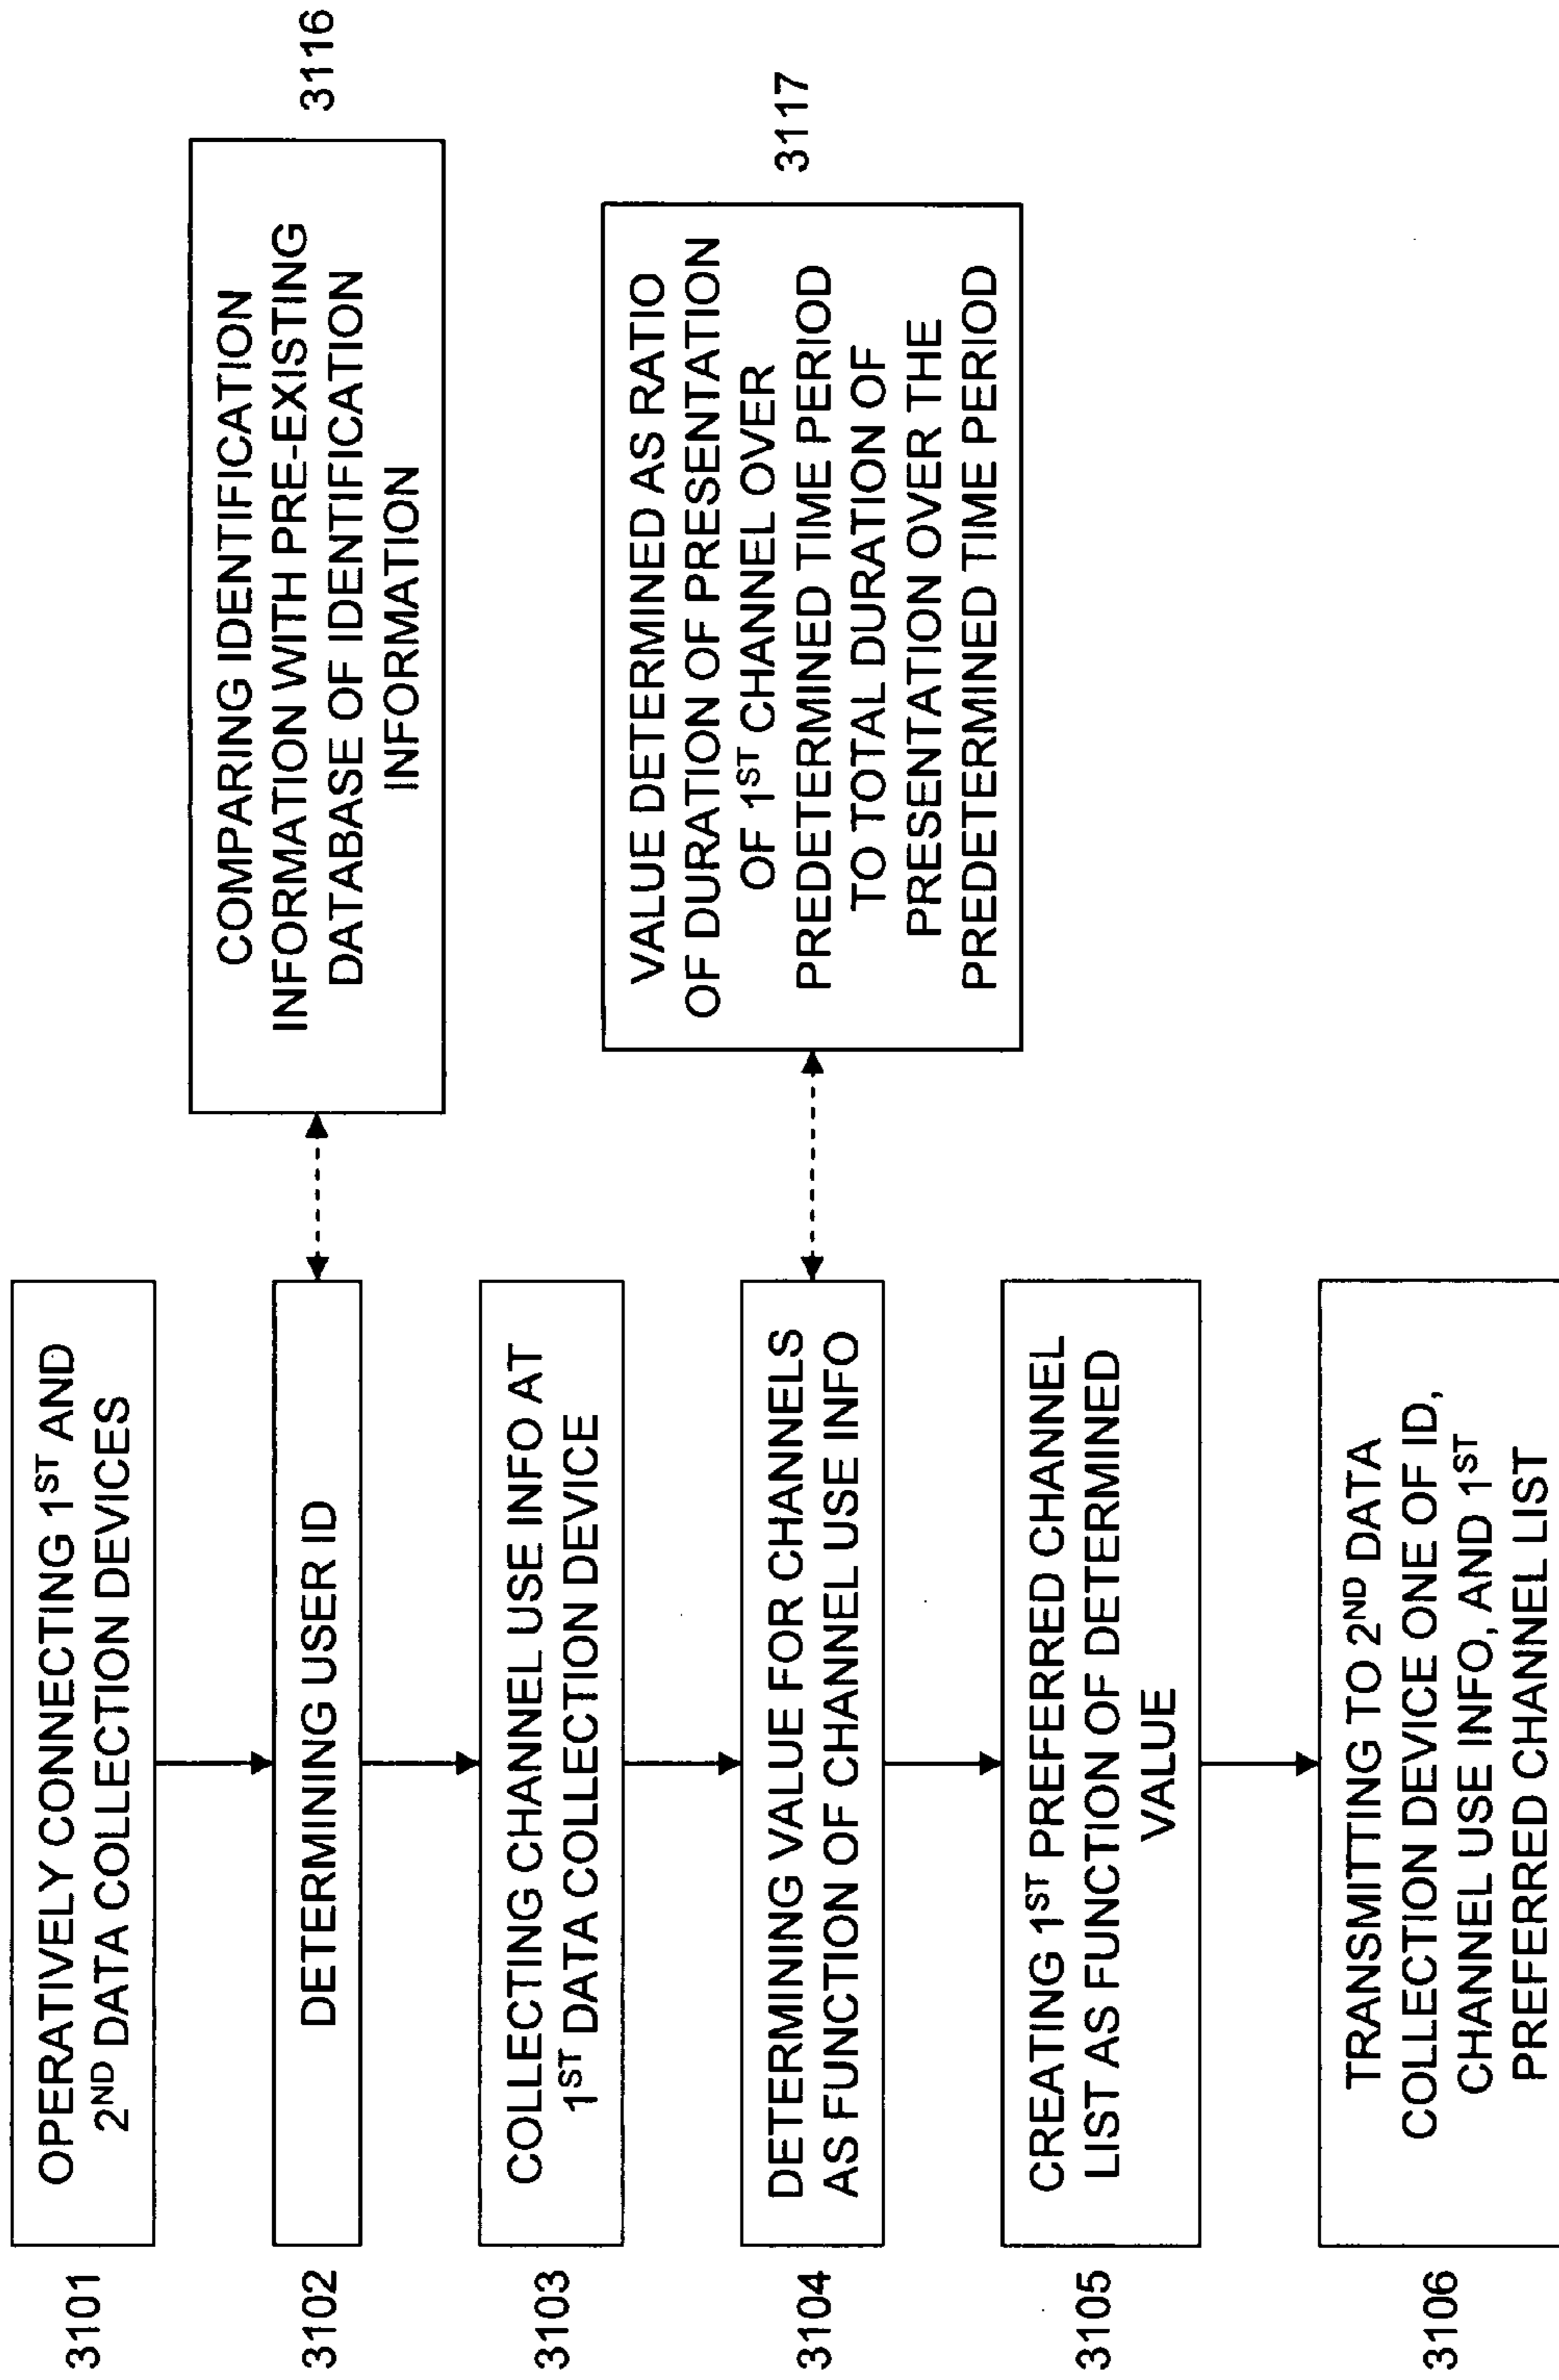 3101
OPERATIVELY CONNECTING 1ST AND
2ND DATA COLLECTION DEVICES
3102
DETERMINING USER ID
COMPARING IDENTIFICATION
INFORMATION WITH PRE-EXISTING
DATABASE OF IDENTIFICATION
INFORMATION
3116
3103
COLLECTING CHANNEL USE INFO AT
1ST DATA COLLECTION DEVICE
3104
DETERMINING VALUE FOR CHANNELS
AS FUNCTION OF CHANNEL USE INFO
VALUE DETERMINED AS RATIO
OF DURATION OF PRESENTATION
OF 1ST CHANNEL OVER
PREDETERMINED TIME PERIOD
TO TOTAL DURATION OF
PRESENTATION OVER THE
PREDETERMINED TIME PERIOD
3117
3105
CREATING 1ST PREFERRED CHANNEL
LIST AS FUNCTION OF DETERMINED
VALUE
3106
TRANSMITTING TO 2ND DATA
COLLECTION DEVICE ONE OF ID,
CHANNEL USE INFO, AND 1ST
PREFERRED CHANNEL LIST